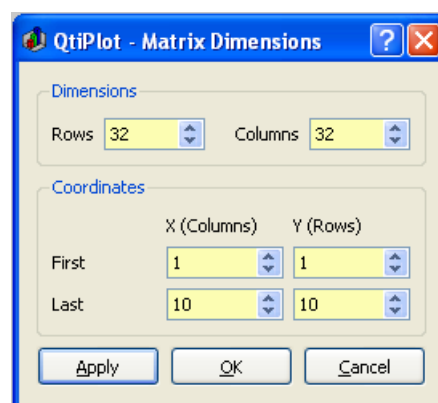 QtiPlot - Matrix Dimensions ? X
Dimensions
Rows 32 Columns 32
Coordinates
X (Columns) Y (Rows)
First 1 1
Last 10 10
Apply OK Cancel